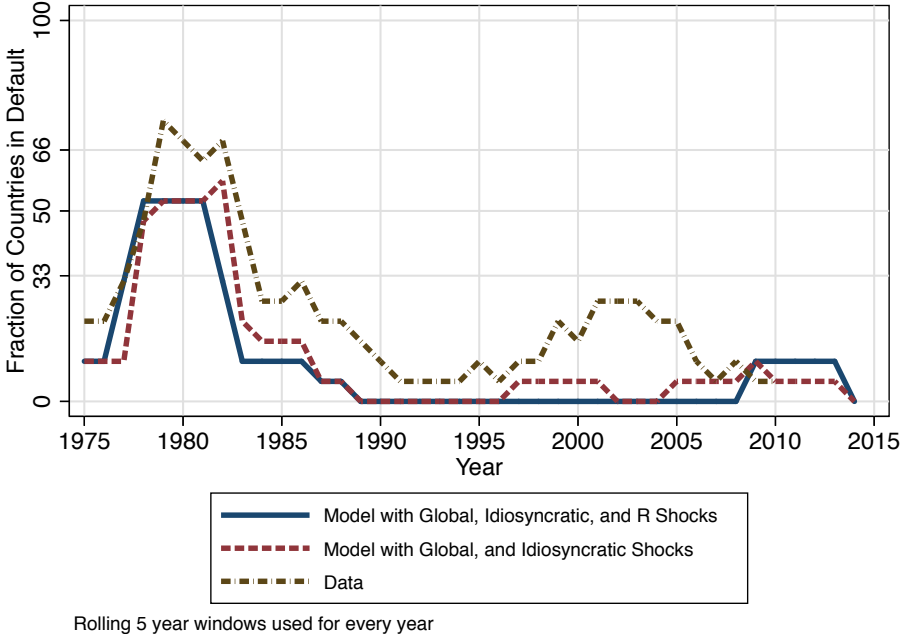 Fraction of Countries in Default
100
66
50
33
0
1975 1980 1985 1990 1995 2000 2005 2010 2015
Year
Model with Global, Idiosyncratic, and R Shocks
Model with Global, and Idiosyncratic Shocks
Data
Rolling 5 year windows used for every year